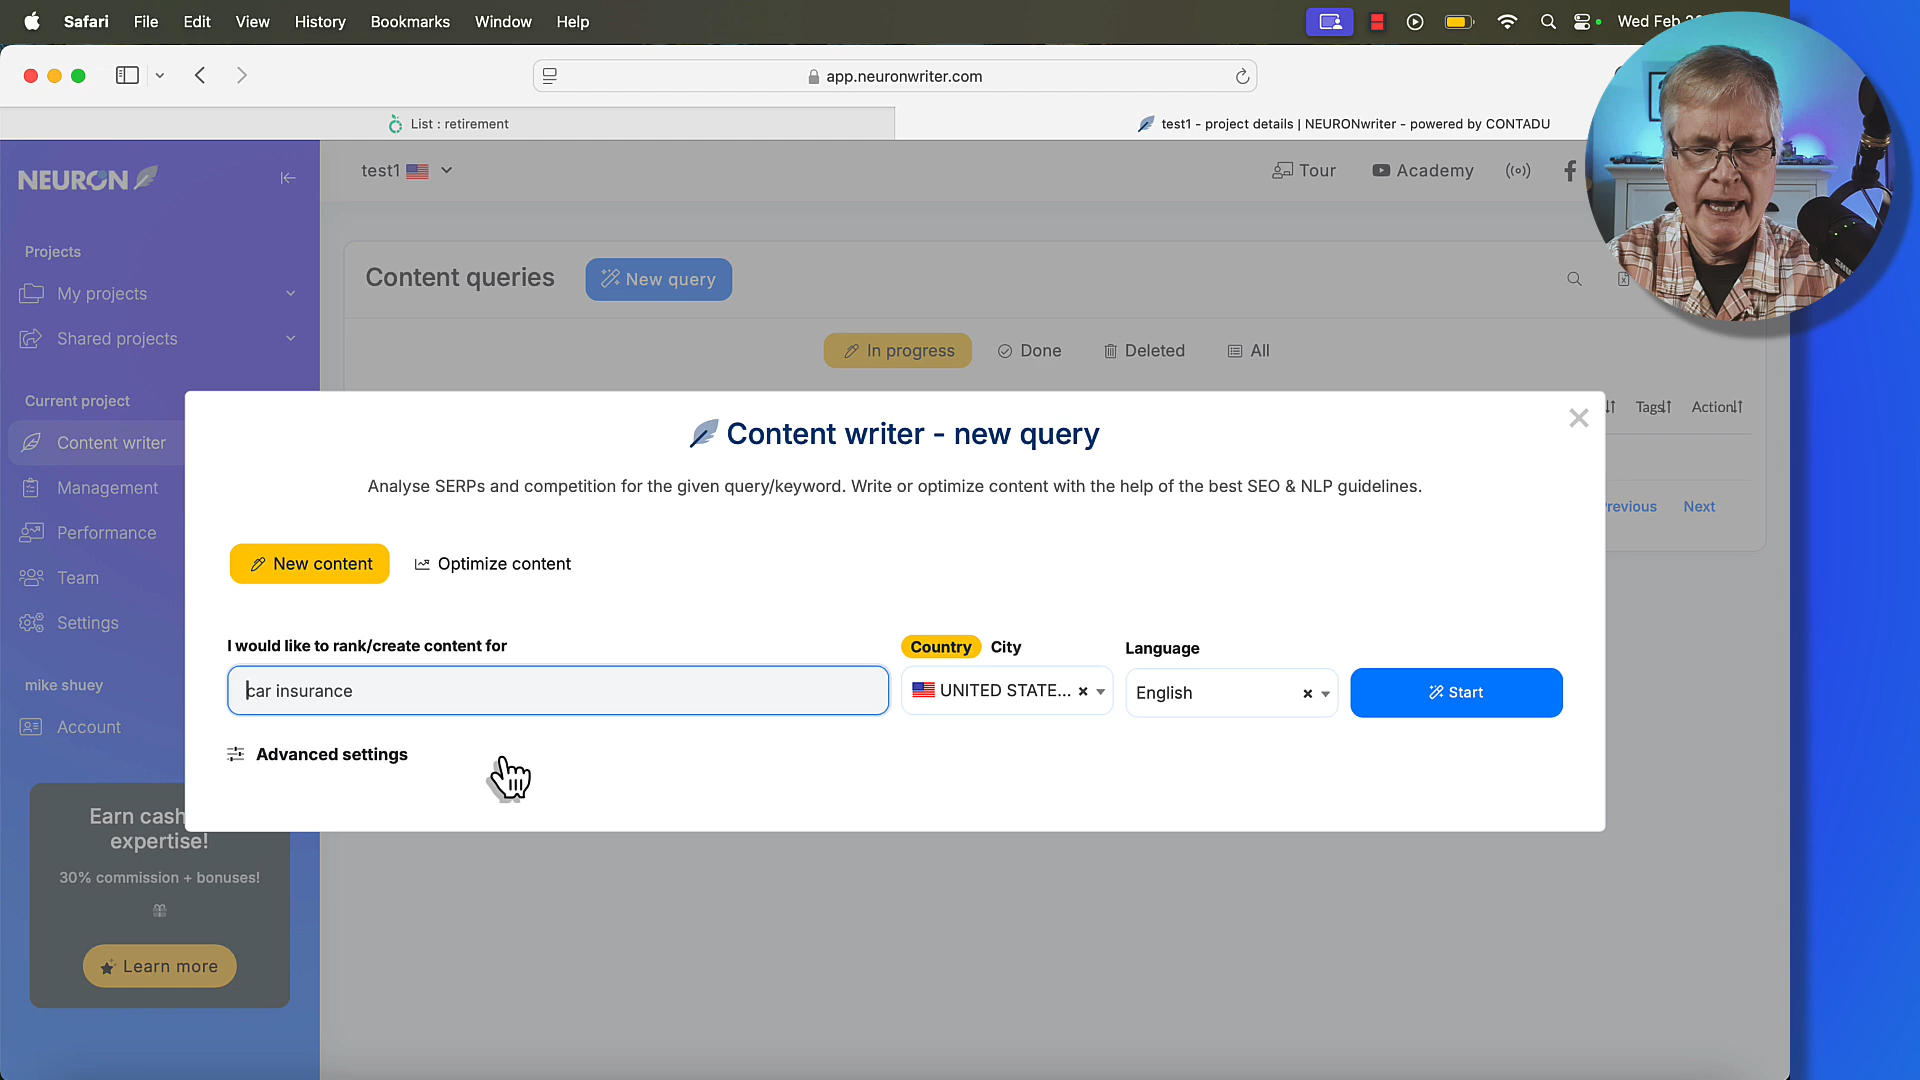 Safari File Edit View History Bookmarks Window Help
Wed Feb
app.neuronwriter.com
List : retirement
test1 - project details | NEURONwriter - powered by CONTADU
NEURON
test1
Tour
Academy
Projects
My projects
Shared projects
Content queries
New query
In progress
Done
Deleted
All
Current project
Content writer
Management
Performance
Team
Settings
Tags
Action
Previous
Next
Content writer - new query
Analyse SERPs and competition for the given query/keyword. Write or optimize content with the help of the best SEO & NLP guidelines.
New content
Optimize content
I would like to rank/create content for
Country City
Language
car insurance
UNITED STATE...
English
Start
Advanced settings
mike shuey
Account
Earn cash
expertise!
30% commission + bonuses!
Learn more